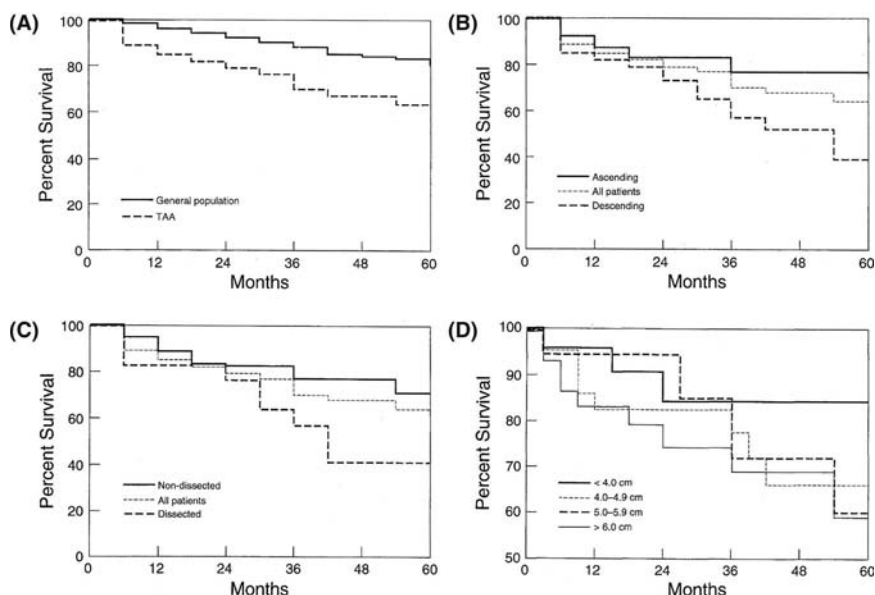 (A)
Percent Survival
100
80
60
40
20
0
General population
TAA
0 12 24 36 48 60
Months
(B)
Percent Survival
100
80
60
40
20
0
Ascending
All patients
Descending
0 12 24 36 48 60
Months
(C)
Percent Survival
100
80
60
40
20
0
Non-dissected
All patients
Dissected
0 12 24 36 48 60
Months
(D)
Percent Survival
100
90
80
70
60
50
< 4.0 cm
4.0–4.9 cm
5.0–5.9 cm
> 6.0 cm
0 12 24 36 48 60
Months